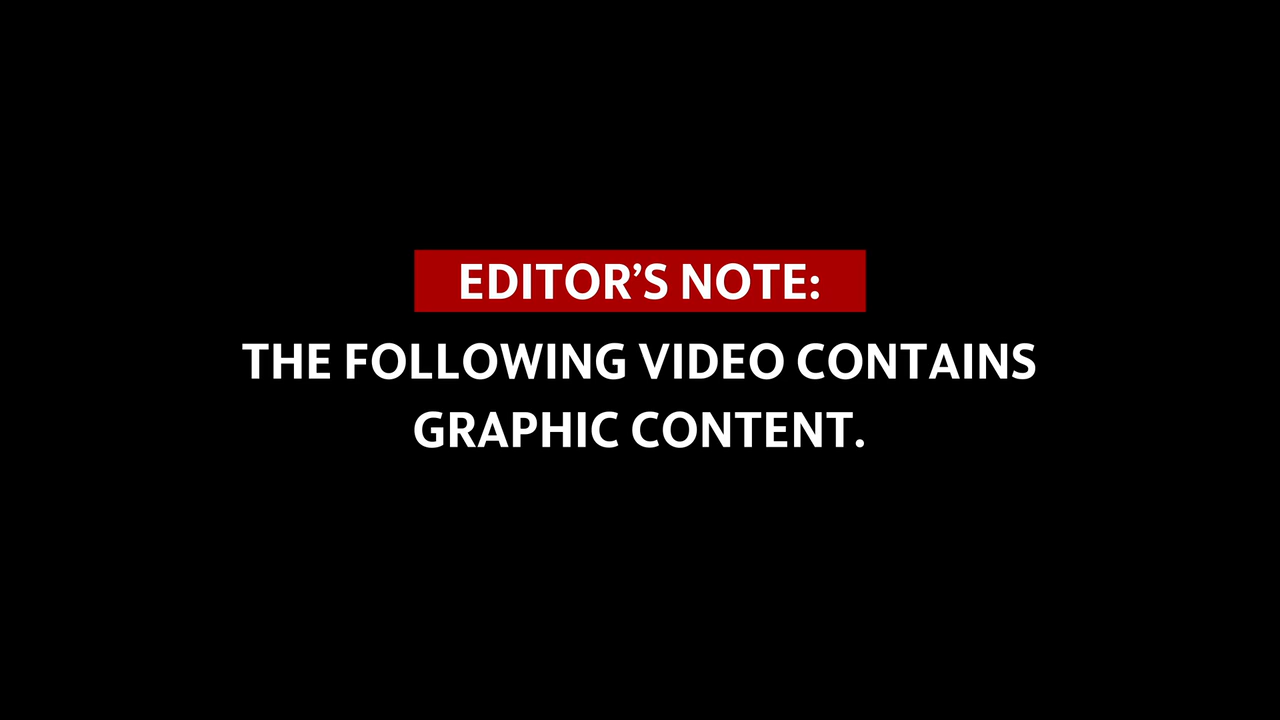 EDITOR’S NOTE:
THE FOLLOWING VIDEO CONTAINS
GRAPHIC CONTENT.